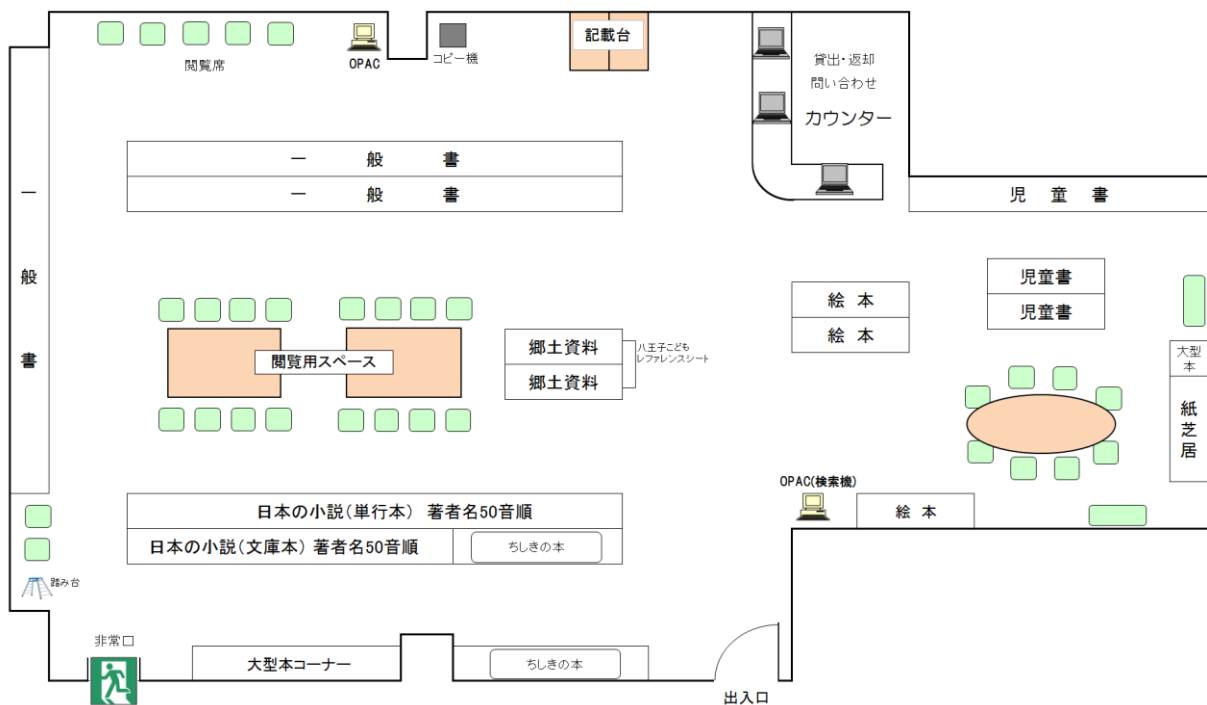 閲覧席
OPAC
コピー機
記載台
貸出・返却
問い合わせ
カウンター
一般書
一般書
一般書
児童書
児童書
児童書
絵本
絵本
閲覧用スペース
郷土資料
郷土資料
八王子こども
レファレンスシート
大型本
紙芝居
OPAC(検索機)
絵本
日本の小説(単行本) 著者名50音順
日本の小説(文庫本) 著者名50音順
ちしきの本
踏み台
非常口
大型本コーナー
ちしきの本
出入口